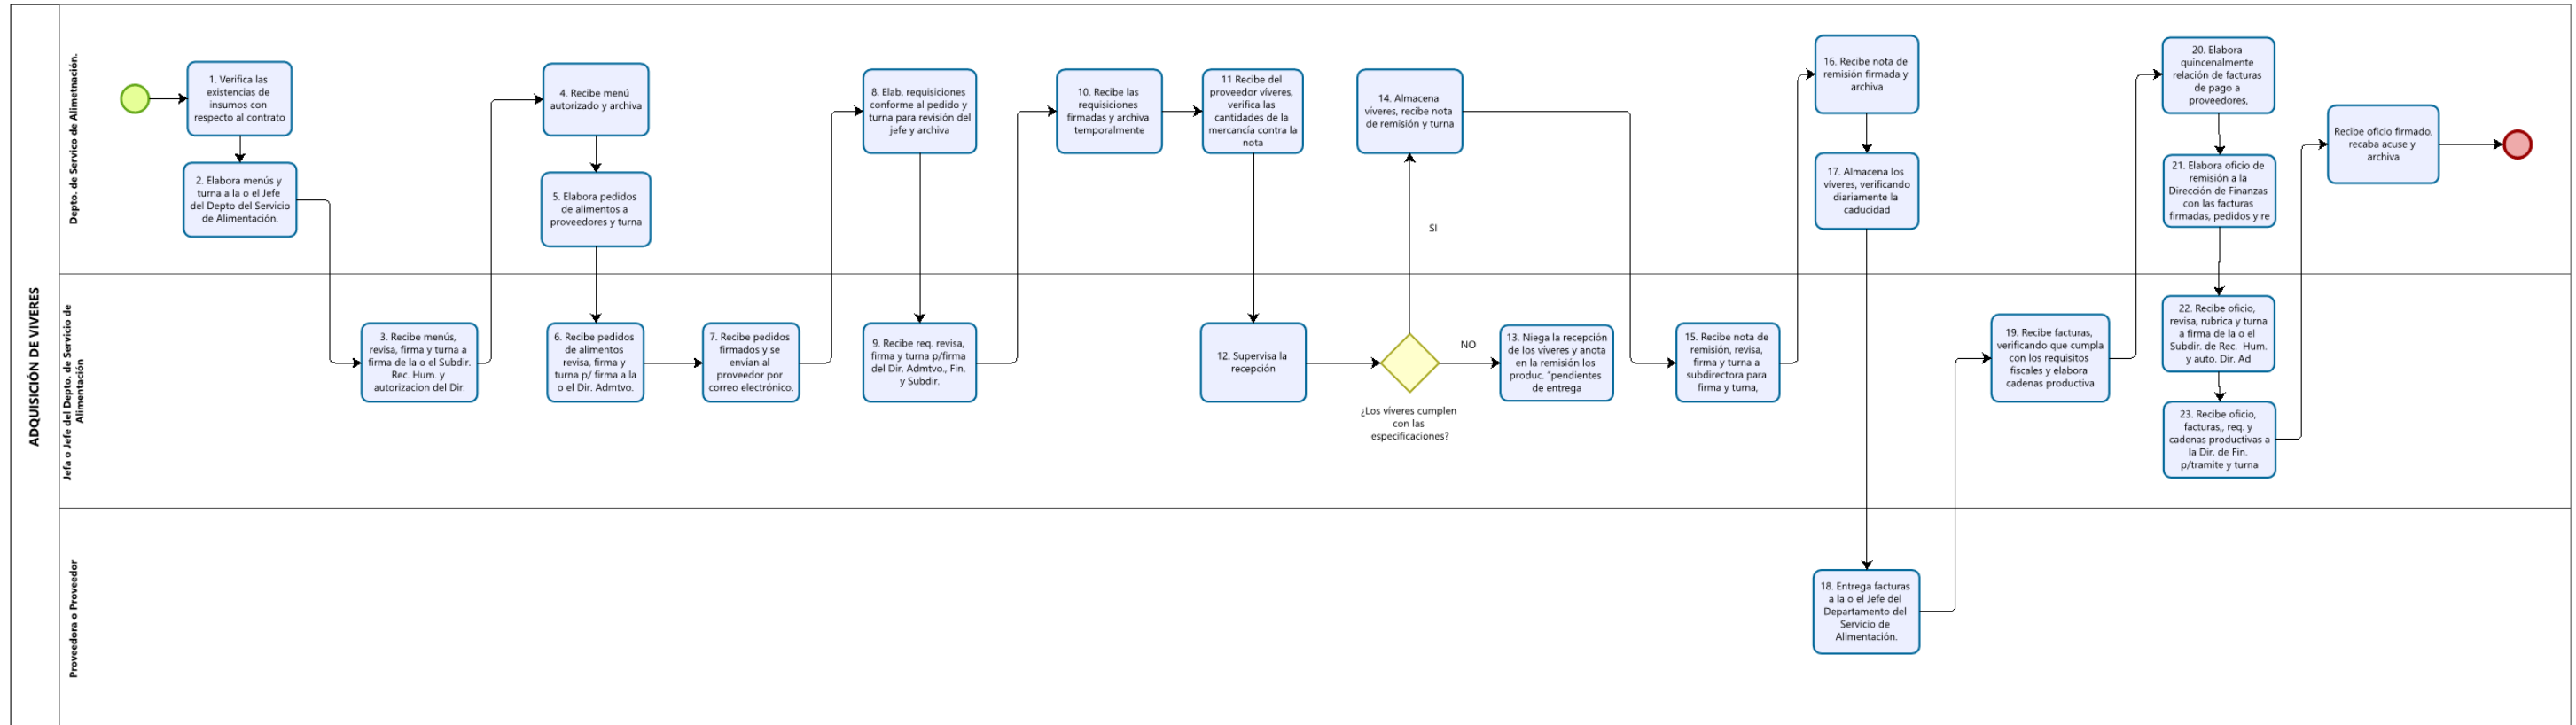 ADQUISICIÓN DE VIVERES
Depto. de Servico de Alimetnación.
1. Verifica las
existencias de
insumos con
respecto al contrato
2. Elabora menús y
turna a la o el Jefe
del Depto del Servicio
de Alimentación.
4. Recibe menú
autorizado y archiva
5. Elabora pedidos
de alimentos a
proveedores y turna
8. Elab. requisiciones
conforme al pedido y
turna para revisión del
jefe y archiva
10. Recibe las
requisiciones
firmadas y archiva
temporalmente
11 Recibe del
proveedor víveres,
verifica las
cantidades de la
mercancía contra la
nota
14. Almacena
víveres, recibe nota
de remisión y turna
SI
16. Recibe nota de
remisión firmada y
archiva
17. Almacena los
víveres, verificando
diariamente la
caducidad
20. Elabora
quincenalmente
relación de facturas
de pago a
proveedores,
21. Elabora oficio de
remisión a la
Dirección de Finanzas
con las facturas
firmadas, pedidos y re
Recibe oficio firmado,
recaba acuse y
archiva
Jefa o Jefe del Depto. de Servicio de
Alimentación
3. Recibe menús,
revisa, firma y turna a
firma de la o el Subdir.
Rec. Hum. y
autorizacion del Dir.
6. Recibe pedidos
de alimentos
revisa, firma y
turna p/ firma a la
o el Dir. Admtvo.
7. Recibe pedidos
firmados y se
envían al
proveedor por
correo electrónico.
9. Recibe req. revisa,
firma y turna p/firma
del Dir. Admtvo., Fin.
y Subdir.
12. Supervisa la
recepción
¿Los víveres cumplen
con las
especificaciones?
NO
13. Niega la recepción
de los víveres y anota
en la remisión los
produc. "pendientes
de entrega
15. Recibe nota de
remisión, revisa,
firma y turna a
subdirectora para
firma y turna,
19. Recibe facturas,
verificando que cumpla
con los requisitos
fiscales y elabora
cadenas productiva
22. Recibe oficio,
revisa, rubrica y turna
a firma de la o el
Subdir. de Rec. Hum.
y auto. Dir. Ad
23. Recibe oficio,
facturas,, req. y
cadenas productivas a
la Dir. de Fin.
p/tramite y turna
Proveedora o Proveedor
18. Entrega facturas
a la o el Jefe del
Departamento del
Servicio de
Alimentación.